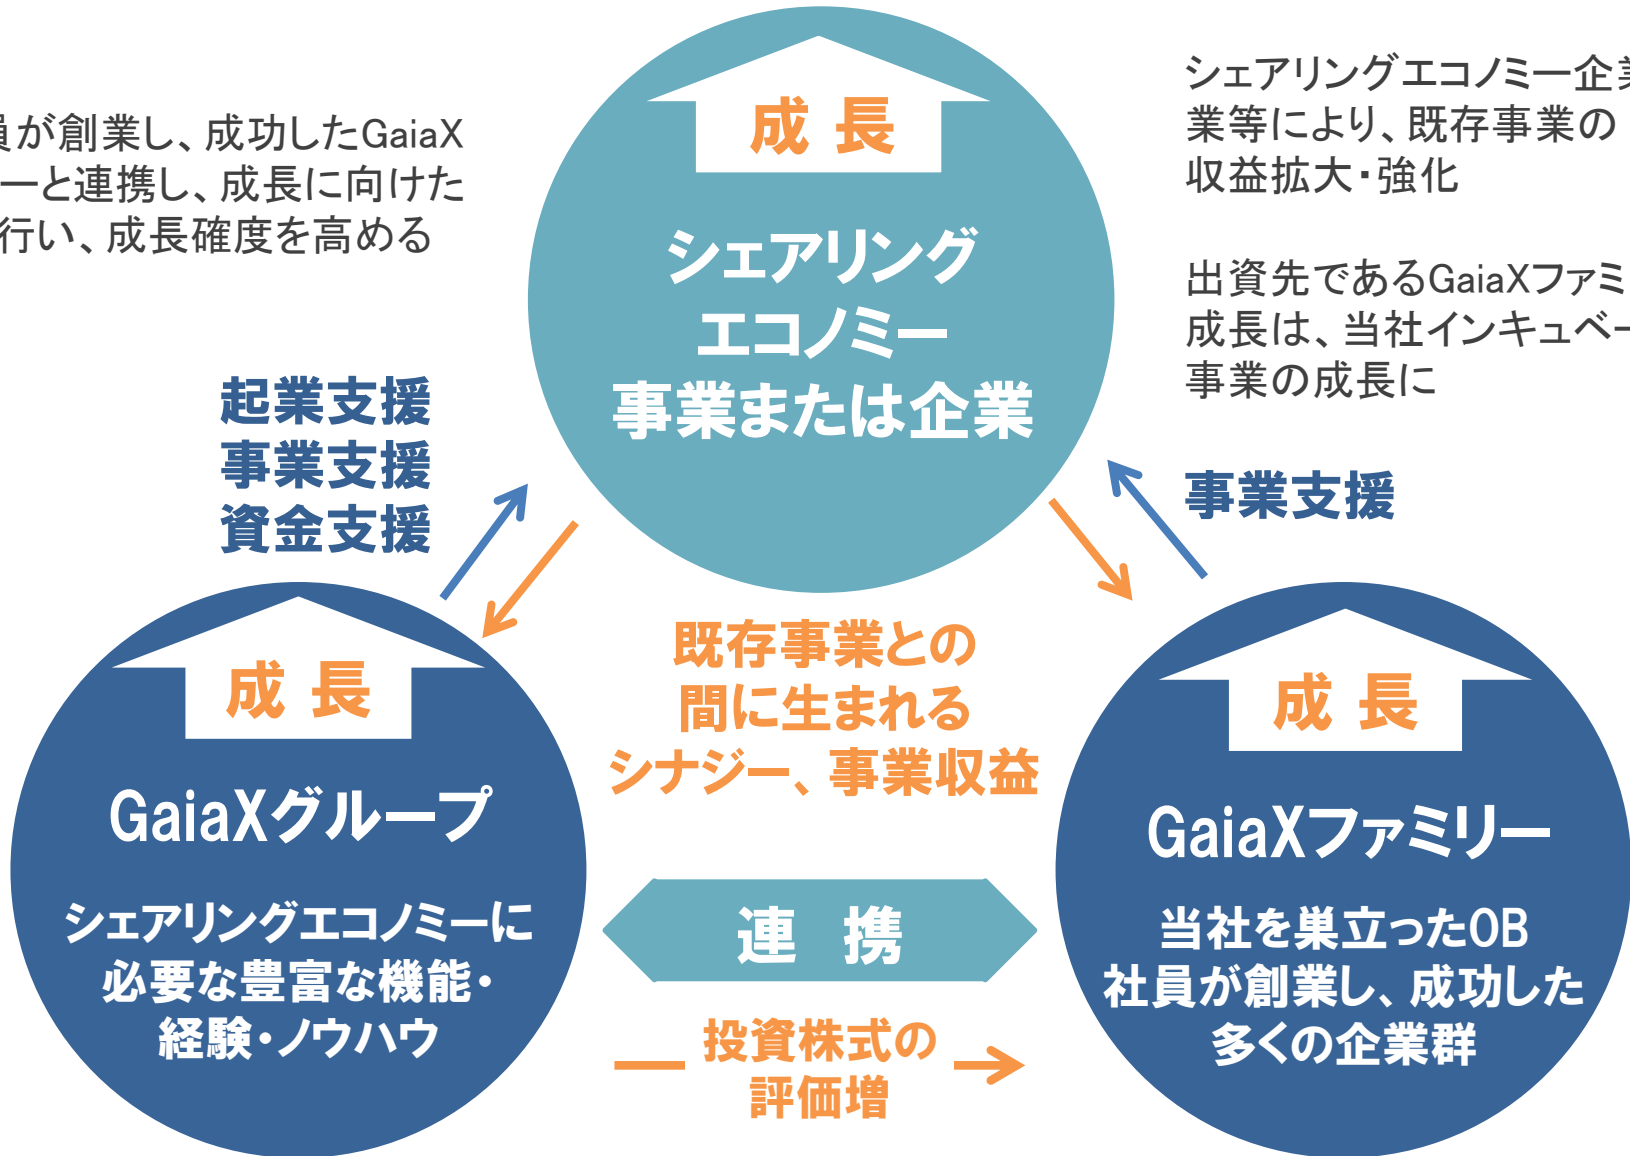 員が創業し、成功したGaiaX
ーと連携し、成長に向けた
行い、成長確度を高める
成 長
シェアリング
エコノミー
事業または企業
シェアリングエコノミー企業
業等により、既存事業の
収益拡大・強化
出資先であるGaiaXファミ
成長は、当社インキュベー
事業の成長に
起業支援
事業支援
資金支援
事業支援
既存事業との
間に生まれる
シナジー、事業収益
成 長
GaiaXグループ
シェアリングエコノミーに
必要な豊富な機能・
経験・ノウハウ
連 携
投資株式の
評価増
成 長
GaiaXファミリー
当社を巣立ったOB
社員が創業し、成功した
多くの企業群